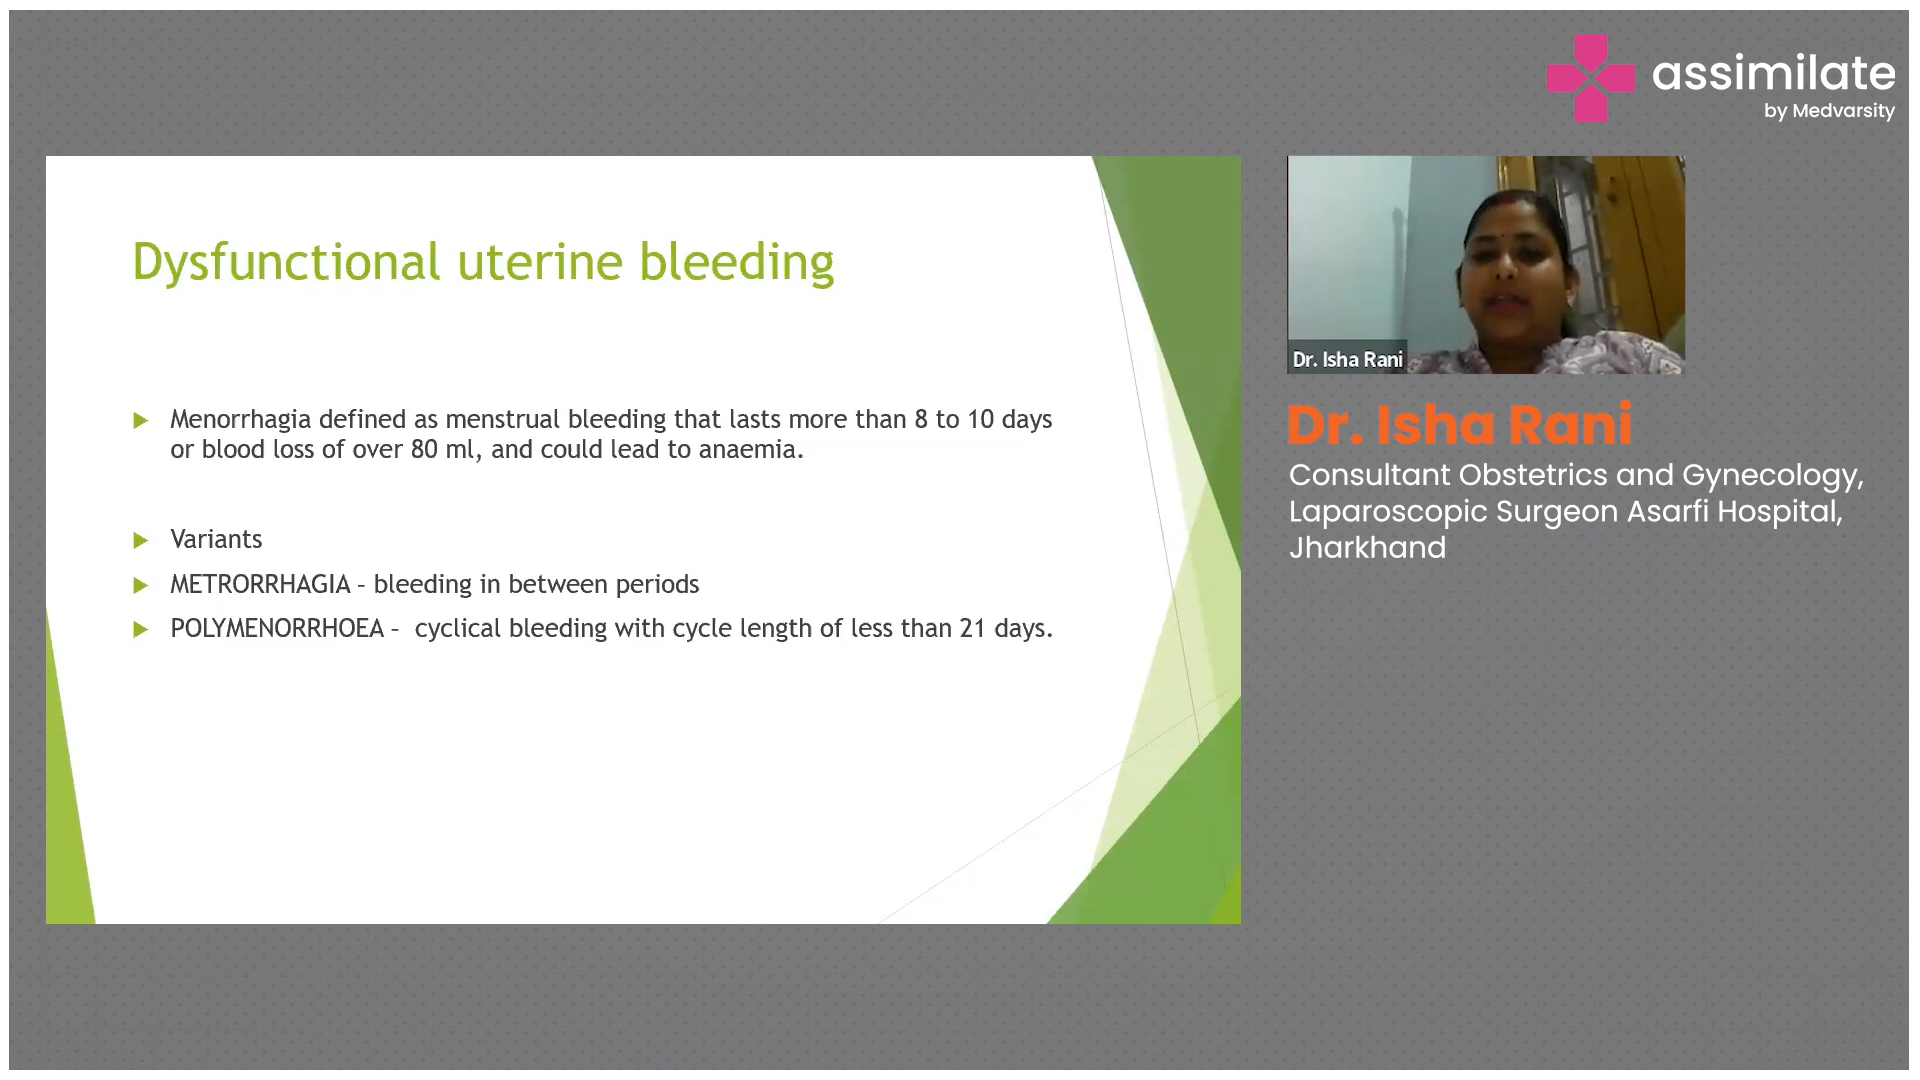 assimilate
by Medvarsity
Dysfunctional uterine bleeding
Menorrhagia defined as menstrual bleeding that lasts more than 8 to 10 days
or blood loss of over 80 ml, and could lead to anaemia.
Variants
METRORRHAGIA – bleeding in between periods
POLYMENORRHOEA – cyclical bleeding with cycle length of less than 21 days.
Dr. Isha Rani
Dr. Isha Rani
Consultant Obstetrics and Gynecology,
Laparoscopic Surgeon Asarfi Hospital,
Jharkhand